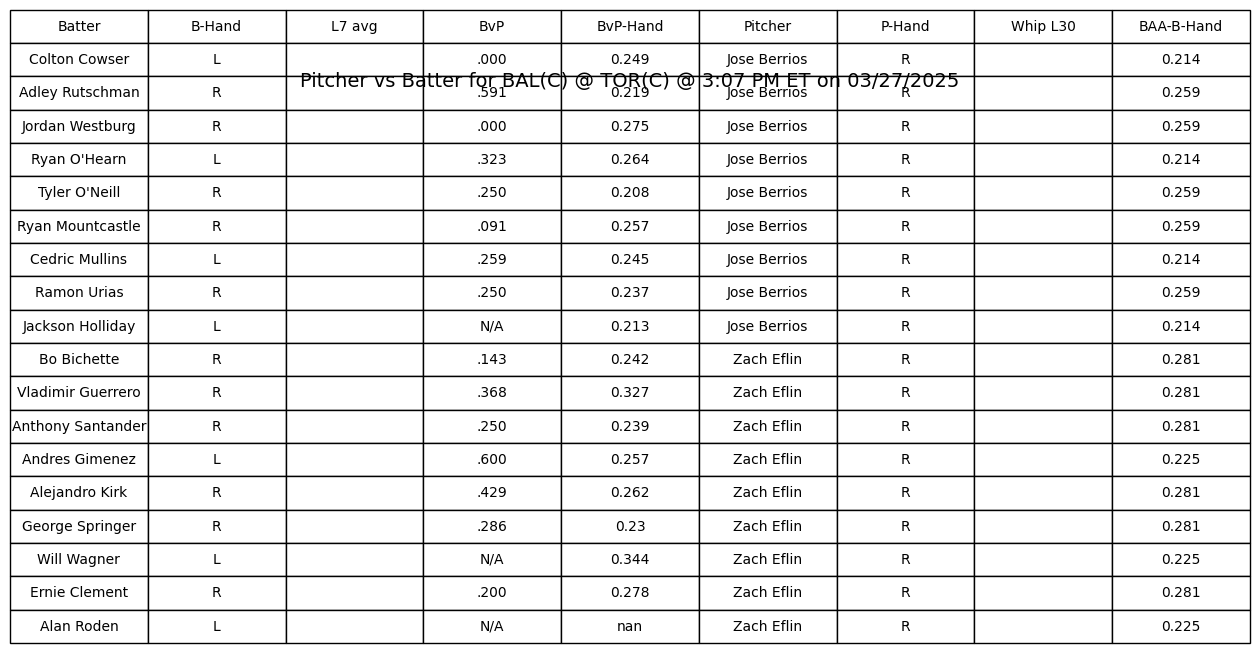 Batter B-Hand L7 avg BvP BvP-Hand Pitcher P-Hand Whip L30 BAA-B-Hand
Colton Cowser L .000 0.249 Jose Berrios R 0.214
Pitcher vs Batter for BAL(C) @ TOR(C) @ 3:07 PM ET on 03/27/2025
Adley Rutschman R .591 0.219 Jose Berrios R 0.259
Jordan Westburg R .000 0.275 Jose Berrios R 0.259
Ryan O'Hearn L .323 0.264 Jose Berrios R 0.214
Tyler O'Neill R .250 0.208 Jose Berrios R 0.259
Ryan Mountcastle R .091 0.257 Jose Berrios R 0.259
Cedric Mullins L .259 0.245 Jose Berrios R 0.214
Ramon Urias R .250 0.237 Jose Berrios R 0.259
Jackson Holliday L N/A 0.213 Jose Berrios R 0.214
Bo Bichette R .143 0.242 Zach Eflin R 0.281
Vladimir Guerrero R .368 0.327 Zach Eflin R 0.281
Anthony Santander R .250 0.239 Zach Eflin R 0.281
Andres Gimenez L .600 0.257 Zach Eflin R 0.225
Alejandro Kirk R .429 0.262 Zach Eflin R 0.281
George Springer R .286 0.23 Zach Eflin R 0.281
Will Wagner L N/A 0.344 Zach Eflin R 0.225
Ernie Clement R .200 0.278 Zach Eflin R 0.281
Alan Roden L N/A nan Zach Eflin R 0.225